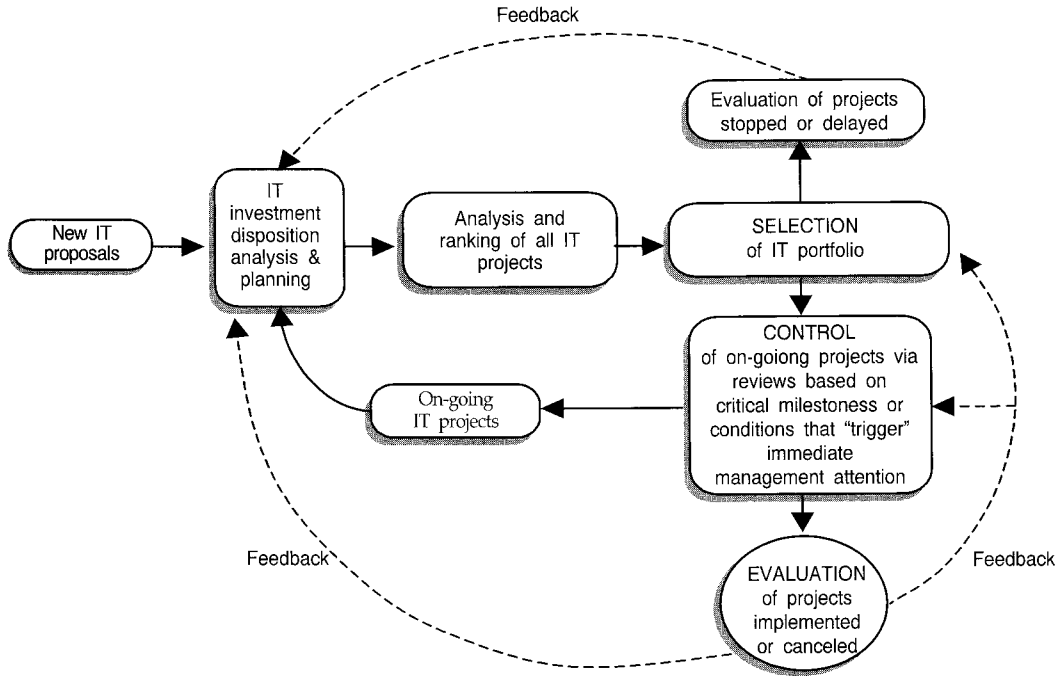 Feedback
Evaluation of projects
stopped or delayed
New IT
proposals
IT
investment
disposition
analysis &
planning
Analysis and
ranking of all IT
projects
SELECTION
of IT portfolio
CONTROL
of on-goiong projects via
reviews based on
critical milestoness or
conditions that “trigger”
immediate
management attention
On-going
IT projects
Feedback
EVALUATION
of projects
implemented
or canceled
Feedback